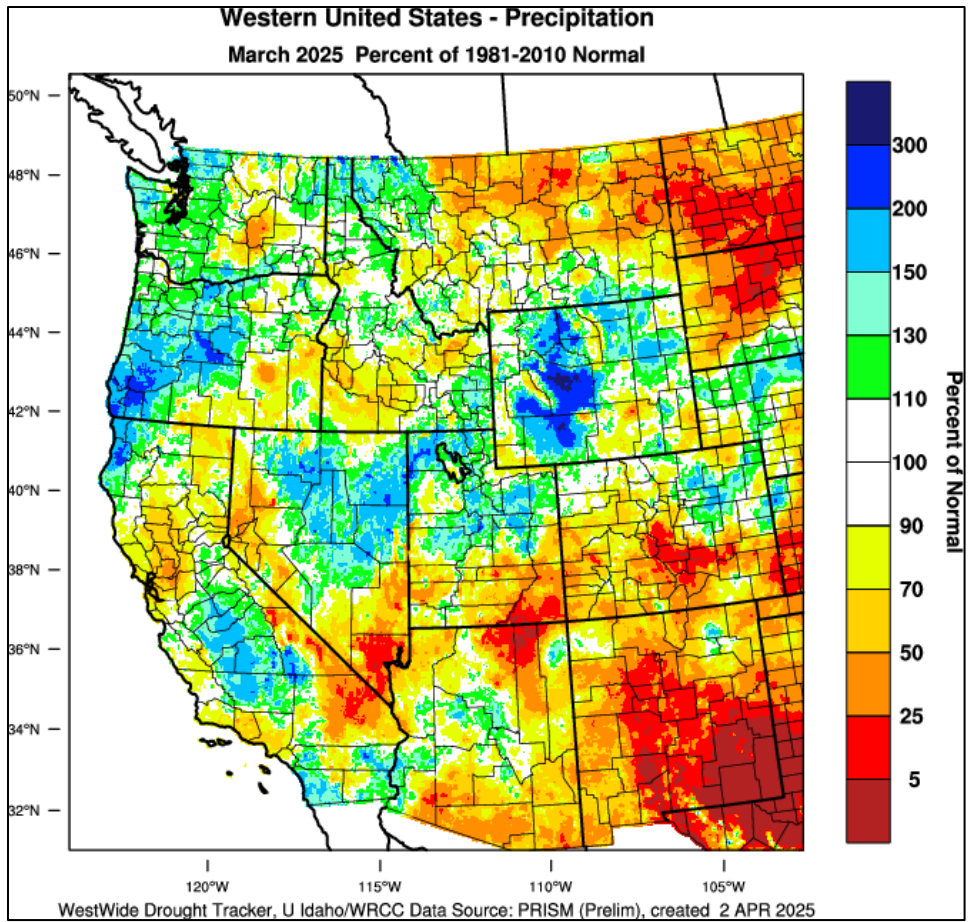 Western United States - Precipitation
March 2025 Percent of 1981-2010 Normal
50°N
48°N
46°N
44°N
42°N
40°N
38°N
36°N
34°N
32°N
120°W 115°W 110°W 105°W
300
200
150
130
110
100
90
70
50
25
5
Percent of Normal
WestWide Drought Tracker, U Idaho/WRCC Data Source: PRISM (Prelim), created 2 APR 2025